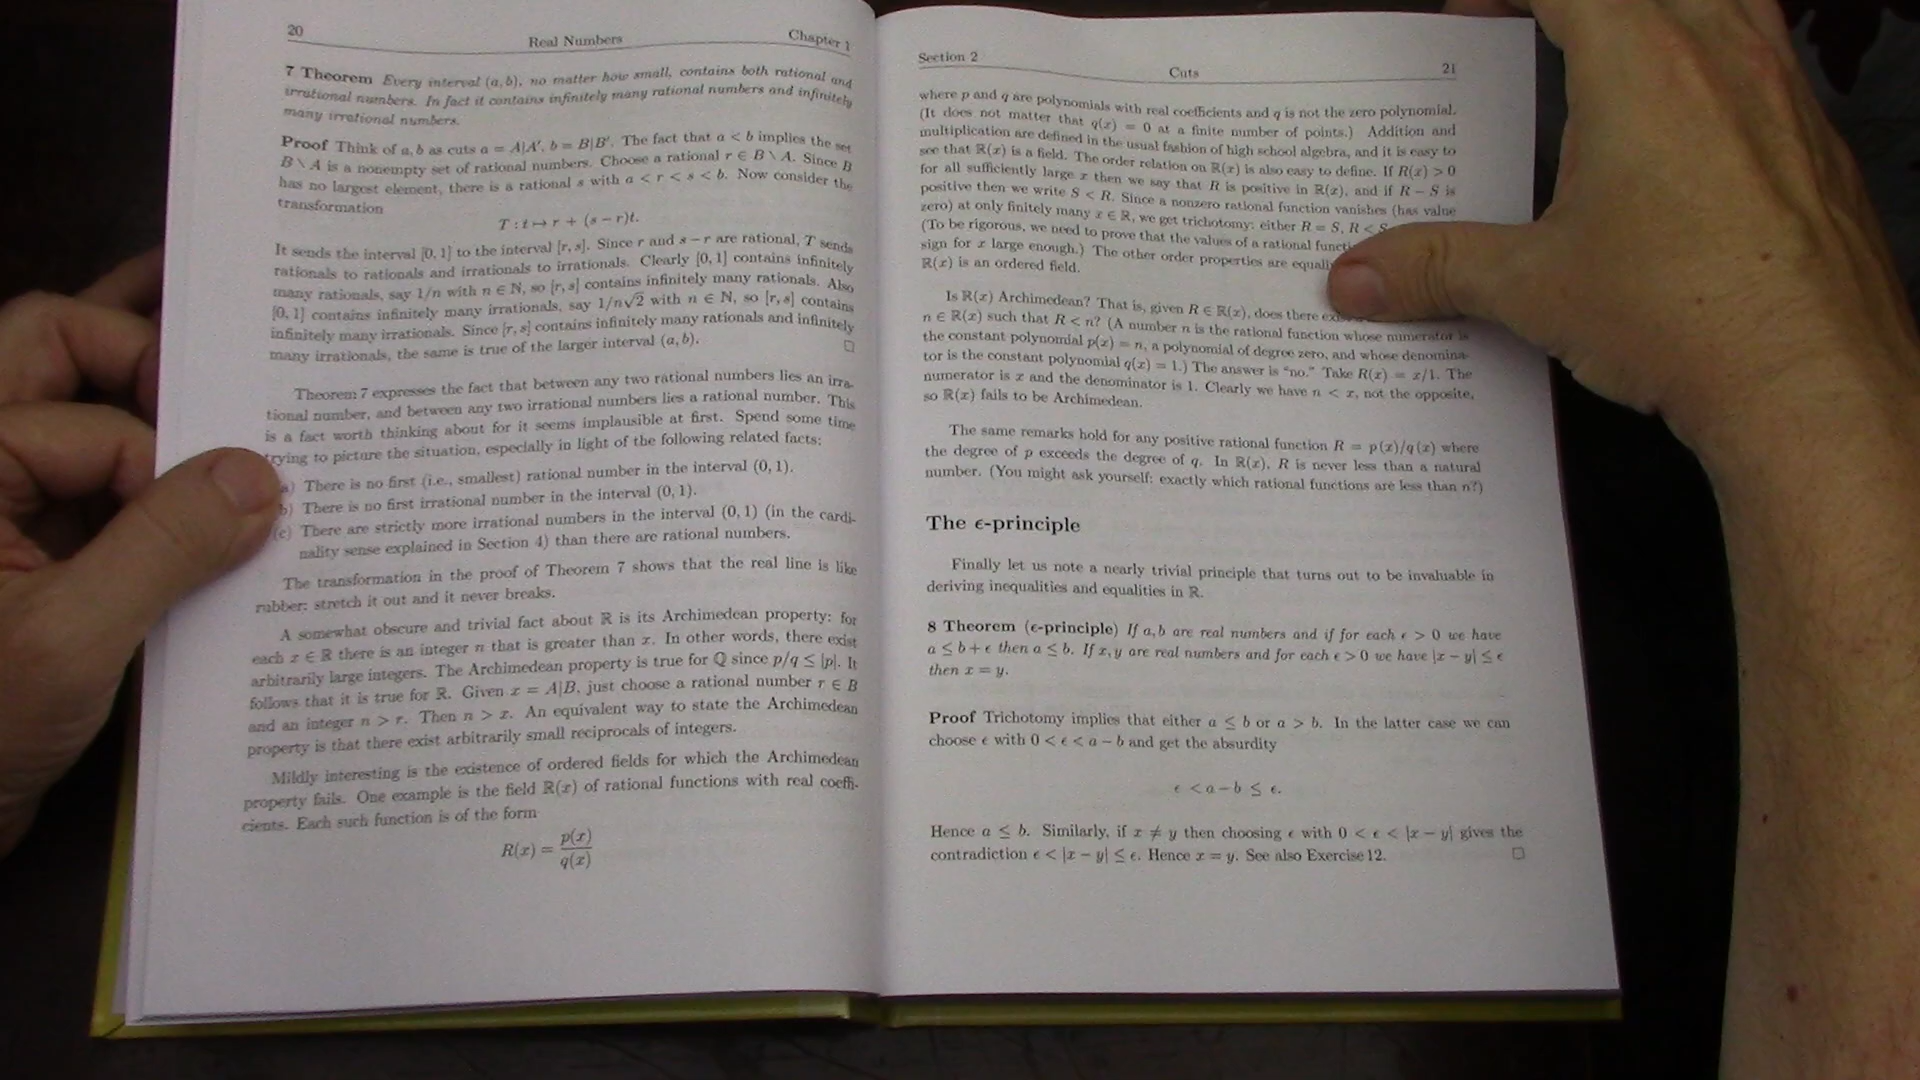 20 Real Numbers Chapter 1
7 Theorem Every interval (a, b), no matter how small, contains both rational and
irrational numbers. In fact it contains infinitely many rational numbers and infinitely
many irrational numbers.
Proof Think of a, b as cuts a = A|A′, b = B|B′. The fact that a < b implies the set
B \ A is a nonempty set of rational numbers. Choose a rational r ∈ B \ A. Since B
has no largest element, there is a rational s with a < r < s < b. Now consider the
transformation
T : t ↦ r + (s − r)t.
It sends the interval [0, 1] to the interval [r, s]. Since r and s − r are rational, T sends
rationals to rationals and irrationals to irrationals. Clearly [0, 1] contains infinitely
many rationals, say 1/n with n ∈ ℕ, so [r, s] contains infinitely many rationals. Also
[0, 1] contains infinitely many irrationals, say 1/n√2 with n ∈ ℕ, so [r, s] contains
infinitely many irrationals. Since [r, s] contains infinitely many rationals and infinitely
many irrationals, the same is true of the larger interval (a, b). □
Theorem 7 expresses the fact that between any two rational numbers lies an irra-
tional number, and between any two irrational numbers lies a rational number. This
is a fact worth thinking about for it seems implausible at first. Spend some time
trying to picture the situation, especially in light of the following related facts:
a) There is no first (i.e., smallest) rational number in the interval (0, 1).
b) There is no first irrational number in the interval (0, 1).
(c) There are strictly more irrational numbers in the interval (0, 1) (in the cardi-
nality sense explained in Section 4) than there are rational numbers.
The transformation in the proof of Theorem 7 shows that the real line is like
rubber: stretch it out and it never breaks.
A somewhat obscure and trivial fact about ℝ is its Archimedean property: for
each x ∈ ℝ there is an integer n that is greater than x. In other words, there exist
arbitrarily large integers. The Archimedean property is true for ℚ since p/q ≤ |p|. It
follows that it is true for ℝ. Given x = A|B, just choose a rational number r ∈ B
and an integer n > r. Then n > x. An equivalent way to state the Archimedean
property is that there exist arbitrarily small reciprocals of integers.
Mildly interesting is the existence of ordered fields for which the Archimedean
property fails. One example is the field ℝ(x) of rational functions with real coeffi-
cients. Each such function is of the form
R(x) = p(x)/q(x)
Section 2 Cuts 21
where p and q are polynomials with real coefficients and q is not the zero polynomial.
(It does not matter that q(x) = 0 at a finite number of points.) Addition and
multiplication are defined in the usual fashion of high school algebra, and it is easy to
see that ℝ(x) is a field. The order relation on ℝ(x) is also easy to define. If R(x) > 0
for all sufficiently large x then we say that R is positive in ℝ(x), and if R − S is
positive then we write S < R. Since a nonzero rational function vanishes (has value
zero) at only finitely many x ∈ ℝ, we get trichotomy: either R = S, R < S
(To be rigorous, we need to prove that the values of a rational functi
sign for x large enough.) The other order properties are equall
ℝ(x) is an ordered field.
Is ℝ(x) Archimedean? That is, given R ∈ ℝ(x), does there ex
n ∈ ℝ(x) such that R < n? (A number n is the rational function whose numerator is
the constant polynomial p(x) = n, a polynomial of degree zero, and whose denomina-
tor is the constant polynomial q(x) = 1.) The answer is “no.” Take R(x) = x/1. The
numerator is x and the denominator is 1. Clearly we have n < x, not the opposite,
so ℝ(x) fails to be Archimedean.
The same remarks hold for any positive rational function R = p(x)/q(x) where
the degree of p exceeds the degree of q. In ℝ(x), R is never less than a natural
number. (You might ask yourself: exactly which rational functions are less than n?)
The ϵ-principle
Finally let us note a nearly trivial principle that turns out to be invaluable in
deriving inequalities and equalities in ℝ.
8 Theorem (ϵ-principle) If a, b are real numbers and if for each ϵ > 0 we have
a ≤ b + ϵ then a ≤ b. If x, y are real numbers and for each ϵ > 0 we have |x − y| ≤ ϵ
then x = y.
Proof Trichotomy implies that either a ≤ b or a > b. In the latter case we can
choose ϵ with 0 < ϵ < a − b and get the absurdity
ϵ < a − b ≤ ϵ.
Hence a ≤ b. Similarly, if x ≠ y then choosing ϵ with 0 < ϵ < |x − y| gives the
contradiction ϵ < |x − y| ≤ ϵ. Hence x = y. See also Exercise 12. □